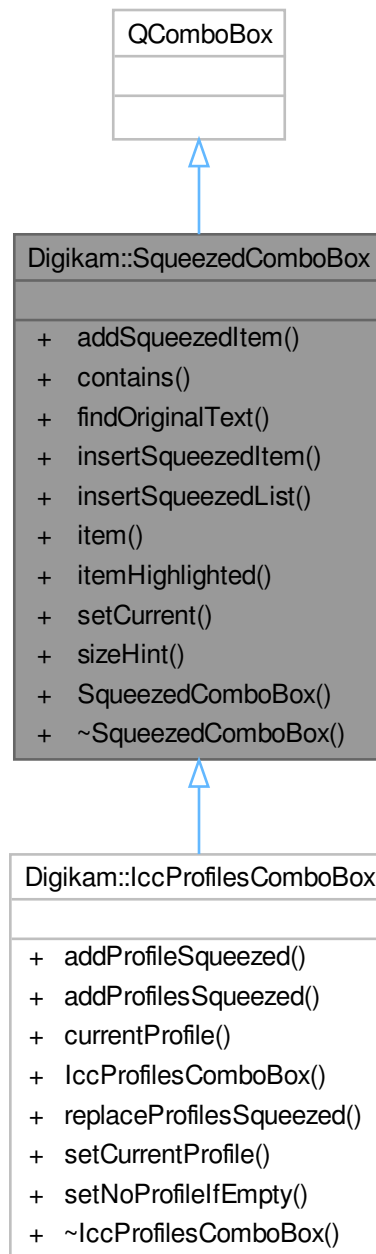 QComboBox
Digikam::SqueezedComboBox
+ addSqueezedItem()
+ contains()
+ findOriginalText()
+ insertSqueezedItem()
+ insertSqueezedList()
+ item()
+ itemHighlighted()
+ setCurrent()
+ sizeHint()
+ SqueezedComboBox()
+ ~SqueezedComboBox()
Digikam::IccProfilesComboBox
+ addProfileSqueezed()
+ addProfilesSqueezed()
+ currentProfile()
+ IccProfilesComboBox()
+ replaceProfilesSqueezed()
+ setCurrentProfile()
+ setNoProfileIfEmpty()
+ ~IccProfilesComboBox()